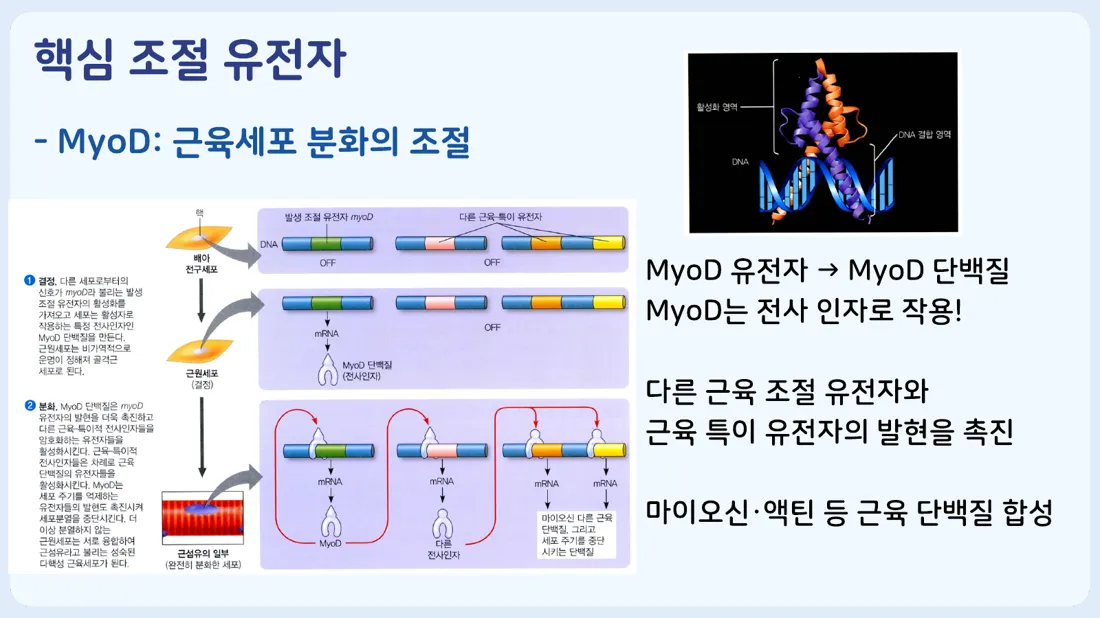 핵심 조절 유전자
- MyoD: 근육세포 분화의 조절
핵
배아
전구세포
발생 조절 유전자 myoD
다른 근육-특이 유전자
DNA
OFF
OFF
1 결정, 다른 세포로부터의
신호가 myoD라 불리는 발생
조절 유전자의 활성화를
가져오고 세포는 활성자로
작용하는 특정 전사인자인
MyoD 단백질을 만든다.
근원세포는 비가역적으로
운명이 정해져 골격근
세포로 된다.
근원세포
(결정)
mRNA
OFF
MyoD 단백질
(전사인자)
2 분화, MyoD 단백질은 myoD
유전자의 발현을 더욱 촉진하고
다른 근육-특이적 전사인자들을
암호화하는 유전자들을
활성화시킨다. 근육-특이적
전사인자들은 차례로 근육
단백질의 유전자들을
활성화시킨다. MyoD는
세포 주기를 억제하는
유전자들의 발현도 촉진시켜
세포분열을 중단시킨다. 더
이상 분열하지 않는
근원세포는 서로 융합하여
근섬유라고 불리는 성숙된
다핵성 근육세포가 된다.
근섬유의 일부
(완전히 분화한 세포)
mRNA
mRNA
mRNA
mRNA
MyoD
다른
전사인자
마이오신 다른 근육
단백질, 그리고
세포 주기를 중단
시키는 단백질
활성화 영역
DNA 결합 영역
DNA
MyoD 유전자 → MyoD 단백질
MyoD는 전사 인자로 작용!
다른 근육 조절 유전자와
근육 특이 유전자의 발현을 촉진
마이오신·액틴 등 근육 단백질 합성